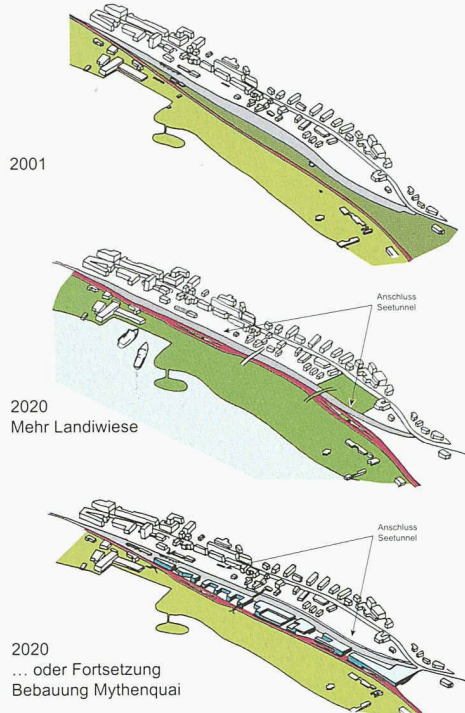 2001
Anschluss
Seetunnel
2020
Mehr Landiwiese
Anschluss
Seetunnel
2020
... oder Fortsetzung
Bebauung Mythenquai